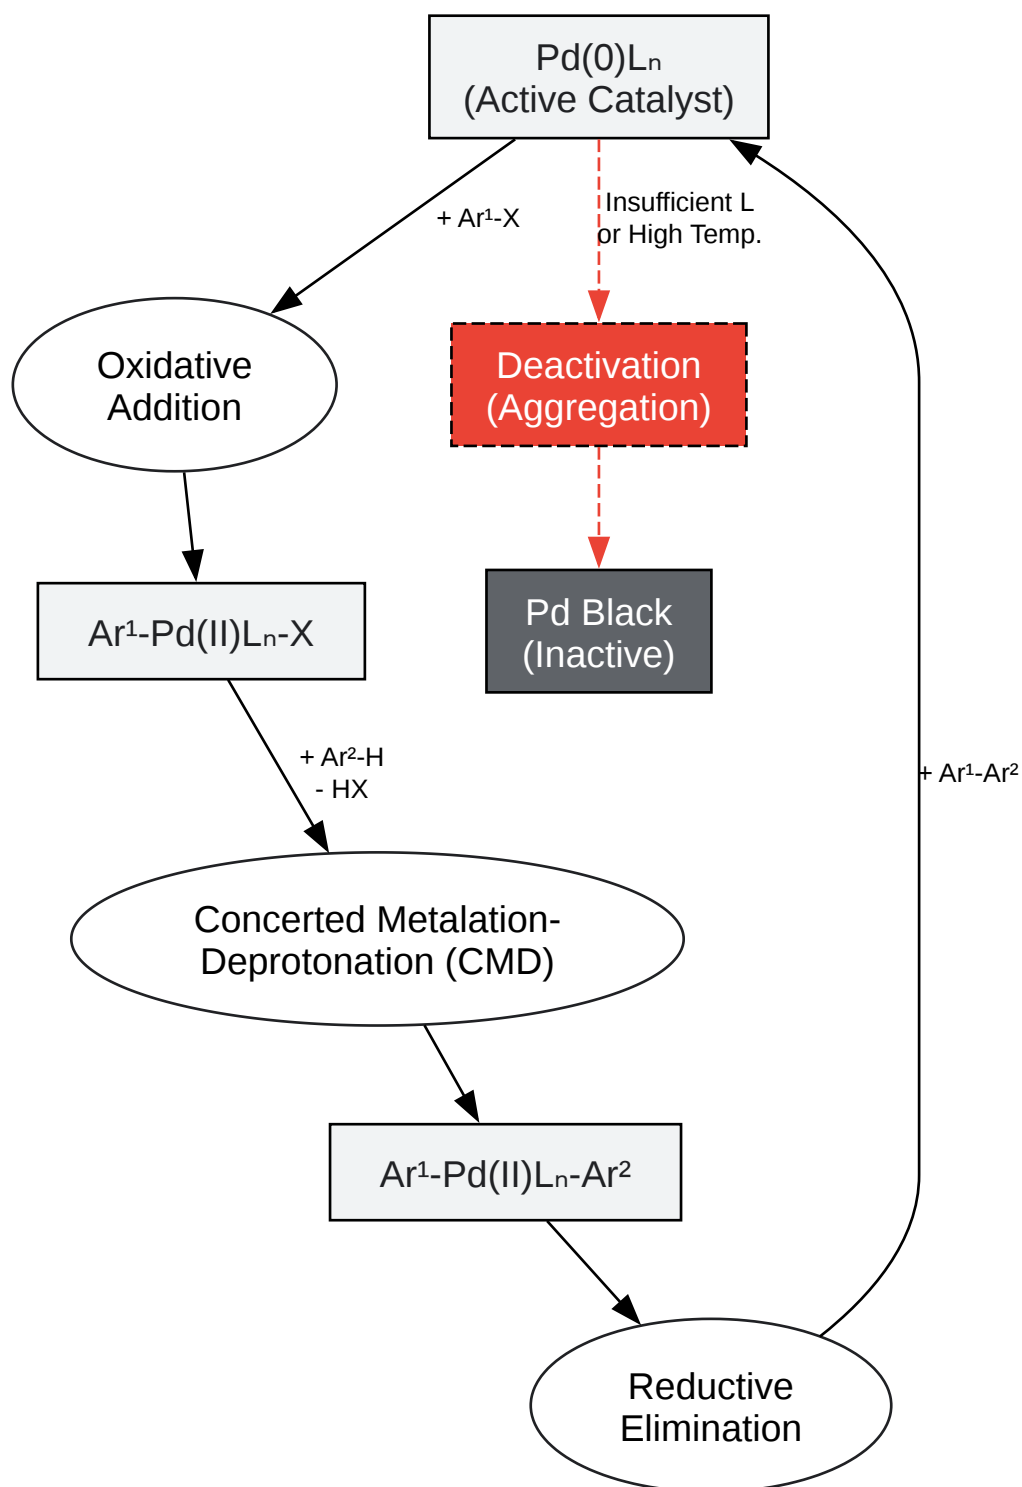 Pd(0)Lₙ
(Active Catalyst)
+ Ar¹-X
Insufficient L
or High Temp.
Oxidative
Addition
Deactivation
(Aggregation)
Ar¹-Pd(II)Lₙ-X
Pd Black
(Inactive)
+ Ar²-H
- HX
+ Ar¹-Ar²
Concerted Metalation-
Deprotonation (CMD)
Ar¹-Pd(II)Lₙ-Ar²
Reductive
Elimination